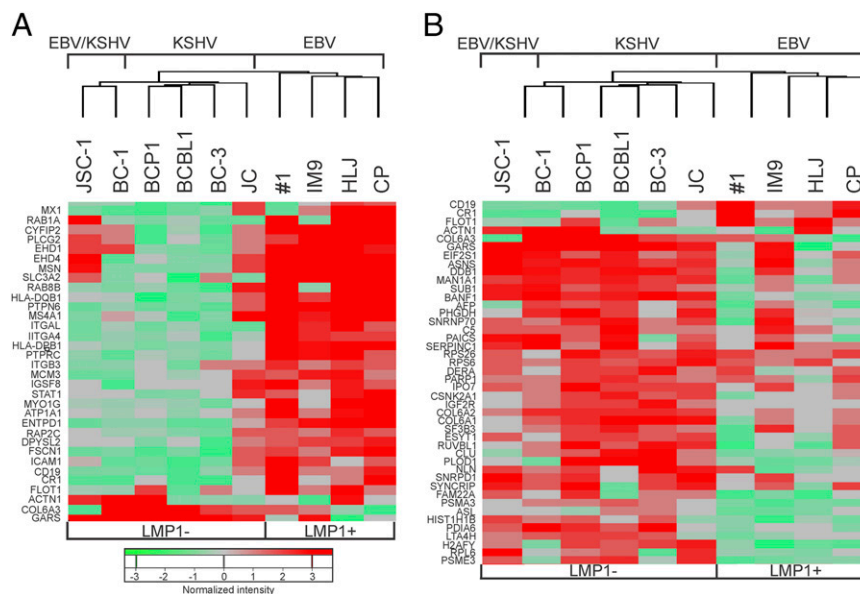 A
EBV/KSHV KSHV EBV
JSC-1 BC-1 BCP1 BCBL1 BC-3 JC #1 IM9 HLJ CP
MX1
RAB1A
CYFIP2
PLCG2
EHD1
EHD4
MSN
SLC3A2
RAB8B
HLA-DQB1
PTPN6
MS4A1
ITGAL
IITGA4
HLA-DPB1
PTPRC
ITGB3
MCM3
IGSF8
STAT1
MYO1G
ATP1A1
ENTPD1
RAP2C
DPYSL2
FSCN1
ICAM1
CD19
CR1
FLOT1
ACTN1
COL6A3
GARS
LMP1- LMP1+
-3 -2 -1 0 1 2 3
Normalized intensity
B
EBV/KSHV KSHV EBV
JSC-1 BC-1 BCP1 BCBL1 BC-3 JC #1 IM9 HLJ CP
CD19
CR1
FLOT1
ACTN1
COL6A3
GARS
EIF2S1
ASNS
DDB1
MAN1A1
SUB1
BANF1
AFP
PHGDH
SNRNP70
C5
PAICS
SERPINC1
RPS26
RPS6
DERA
PARP1
IPO7
CSNK2A1
IGF2R
COL6A2
COL6A1
SF3B3
ESYT1
RUVBL1
CLU
PLOD1
NLN
SNRPD1
SYNCRIP
FAM22A
PSMA3
ASL
HIST1H1B
PDIA6
LTA4H
H2AFY
RPL6
PSME3
LMP1- LMP1+